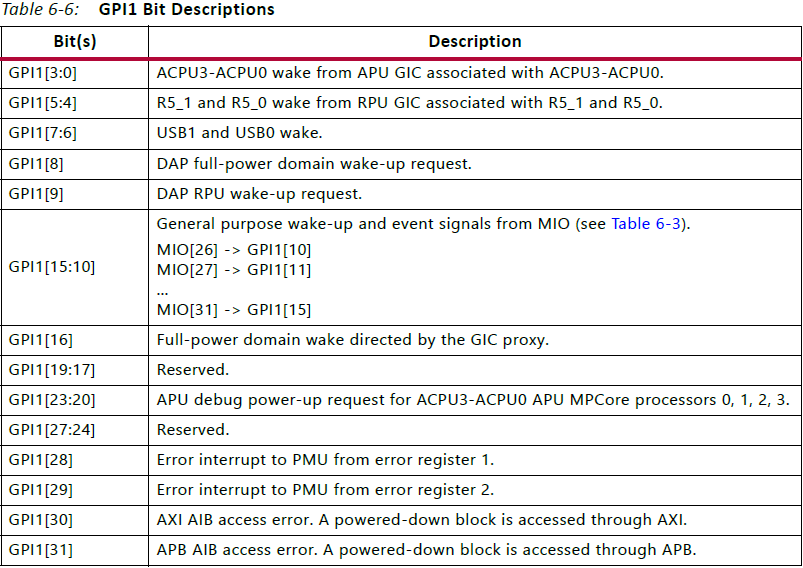 Table 6-6: GPI1 Bit Descriptions
Bit(s) Description
GPI1[3:0] ACPU3-ACPU0 wake from APU GIC associated with ACPU3-ACPU0.
GPI1[5:4] R5_1 and R5_0 wake from RPU GIC associated with R5_1 and R5_0.
GPI1[7:6] USB1 and USB0 wake.
GPI1[8] DAP full-power domain wake-up request.
GPI1[9] DAP RPU wake-up request.
GPI1[15:10] General purpose wake-up and event signals from MIO (see Table 6-3).
MIO[26] -> GPI1[10]
MIO[27] -> GPI1[11]
...
MIO[31] -> GPI1[15]
GPI1[16] Full-power domain wake directed by the GIC proxy.
GPI1[19:17] Reserved.
GPI1[23:20] APU debug power-up request for ACPU3-ACPU0 APU MPCore processors 0, 1, 2, 3.
GPI1[27:24] Reserved.
GPI1[28] Error interrupt to PMU from error register 1.
GPI1[29] Error interrupt to PMU from error register 2.
GPI1[30] AXI AIB access error. A powered-down block is accessed through AXI.
GPI1[31] APB AIB access error. A powered-down block is accessed through APB.